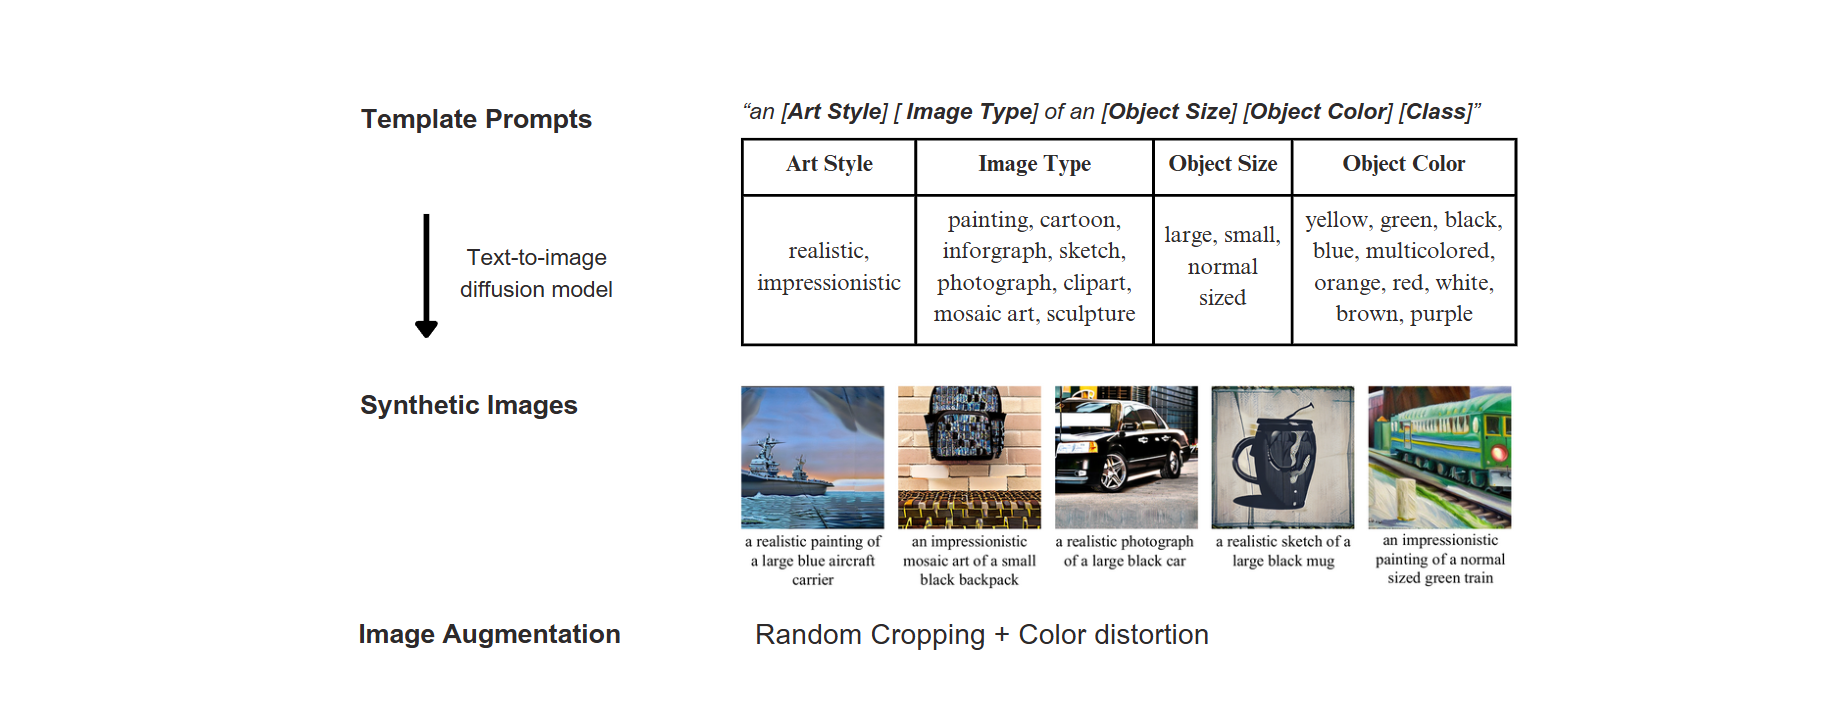 Template Prompts
“an [Art Style] [ Image Type] of an [Object Size] [Object Color] [Class]”
Art Style
Image Type
Object Size
Object Color
realistic,
impressionistic
painting, cartoon,
inforgraph, sketch,
photograph, clipart,
mosaic art, sculpture
large, small,
normal
sized
yellow, green, black,
blue, multicolored,
orange, red, white,
brown, purple
Text-to-image
diffusion model
Synthetic Images
a realistic painting of
a large blue aircraft
carrier
an impressionistic
mosaic art of a small
black backpack
a realistic photograph
of a large black car
a realistic sketch of a
large black mug
an impressionistic
painting of a normal
sized green train
Image Augmentation
Random Cropping + Color distortion